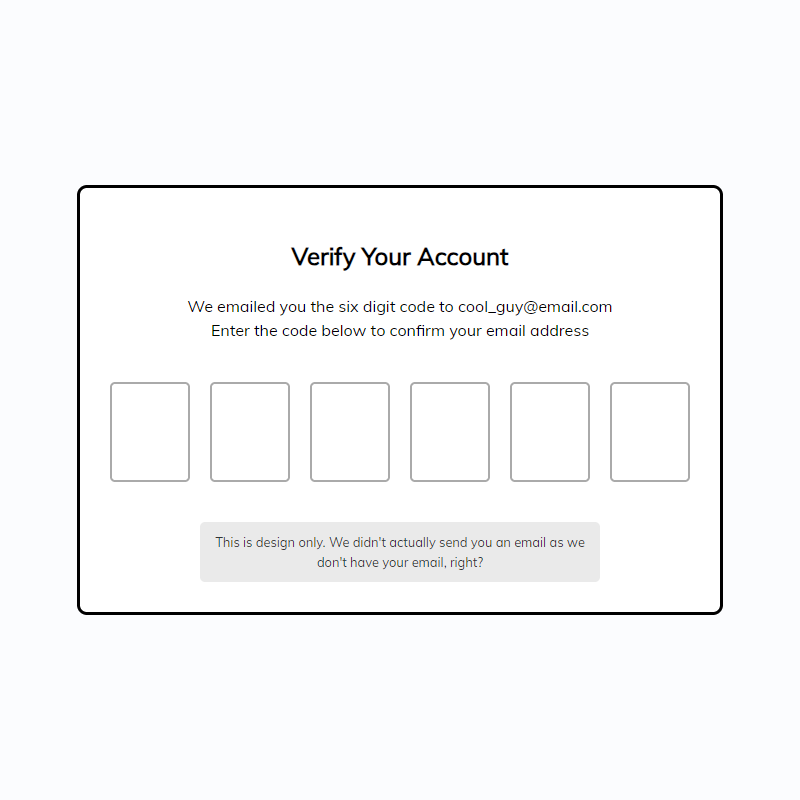 Verify Your Account
We emailed you the six digit code to cool_guy@email.com
Enter the code below to confirm your email address
This is design only. We didn't actually send you an email as we
don't have your email, right?